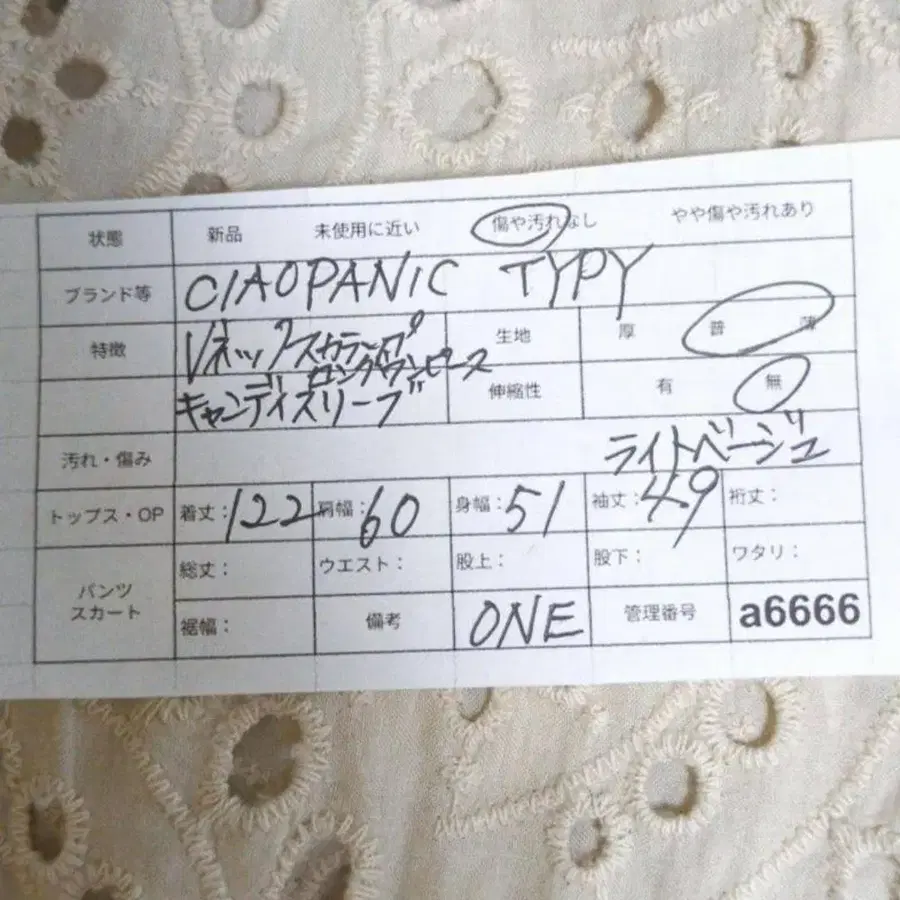 状態 新品 未使用に近い 傷や汚れなし やや傷や汚れあり
ブランド等 CIAOPANIC TYPY
特徴 Vネックスカラップ 生地 厚 普 薄
ロングワンピース
キャンディスリーブ 伸縮性 有 無
汚れ・傷み ライトベージュ
トップス・OP 着丈：122 肩幅：60 身幅：51 袖丈：49 裄丈：
パンツ スカート 総丈： ウエスト： 股上： 股下： ワタリ：
裾幅： 備考 ONE 管理番号 a6666